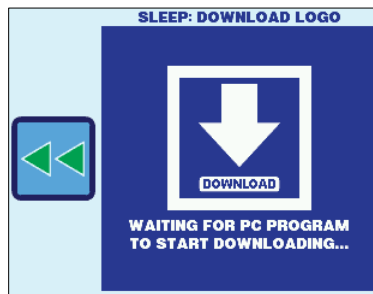 SLEEP: DOWNLOAD LOGO
DOWNLOAD
WAITING FOR PC PROGRAM
TO START DOWNLOADING...